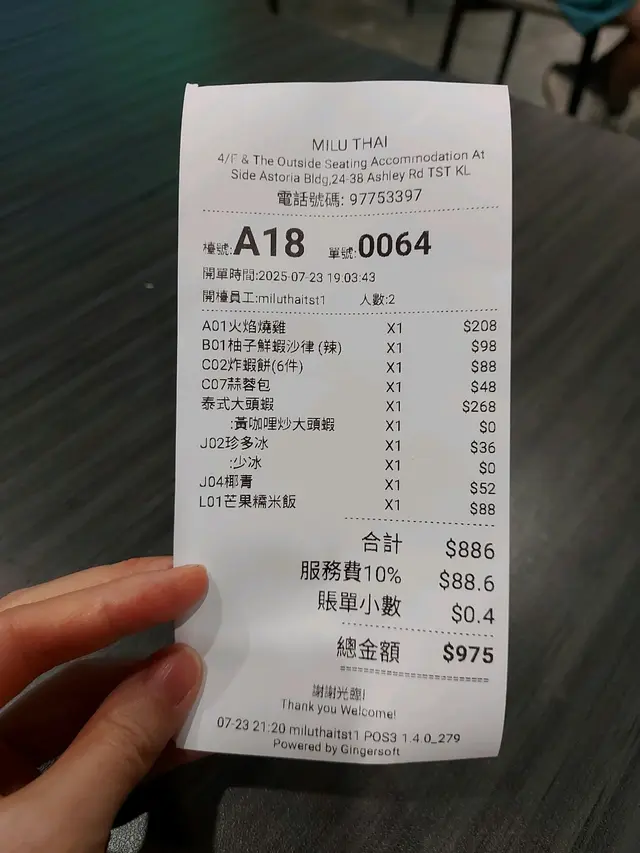 MILU THAI
4/F & The Outside Seating Accommodation At
Side Astoria Bldg,24-38 Ashley Rd TST KL
電話號碼: 97753397
檯號:A18 單號:0064
開單時間:2025-07-23 19:03:43
開檯員工:miluthaitst1 人數:2
A01火焰燒雞 X1 $208
B01柚子鮮蝦沙律 (辣) X1 $98
C02炸蝦餅(6件) X1 $88
C07蒜蓉包 X1 $48
泰式大頭蝦 X1 $268
:黃咖哩炒大頭蝦 X1 $0
J02珍多冰 X1 $36
:少冰 X1 $0
J04椰青 X1 $52
L01芒果糯米飯 X1 $88
合計 $886
服務費10% $88.6
賬單小數 $0.4
總金額 $975
謝謝光臨!
Thank you Welcome!
07-23 21:20 miluthaitst1 POS3 1.4.0_279
Powered by Gingersoft